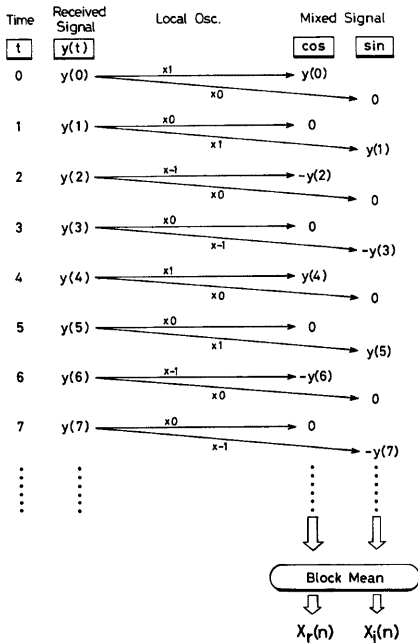 Time Received Signal Local Osc. Mixed Signal
t y(t) cos sin
0 y(0) x1 y(0)
x0 0
1 y(1) x0 0
x1 y(1)
2 y(2) x-1 -y(2)
x0 0
3 y(3) x0 0
x-1 -y(3)
4 y(4) x1 y(4)
x0 0
5 y(5) x0 0
x1 y(5)
6 y(6) x-1 -y(6)
x0 0
7 y(7) x0 0
x-1 -y(7)
Block Mean
Xr(n) Xi(n)